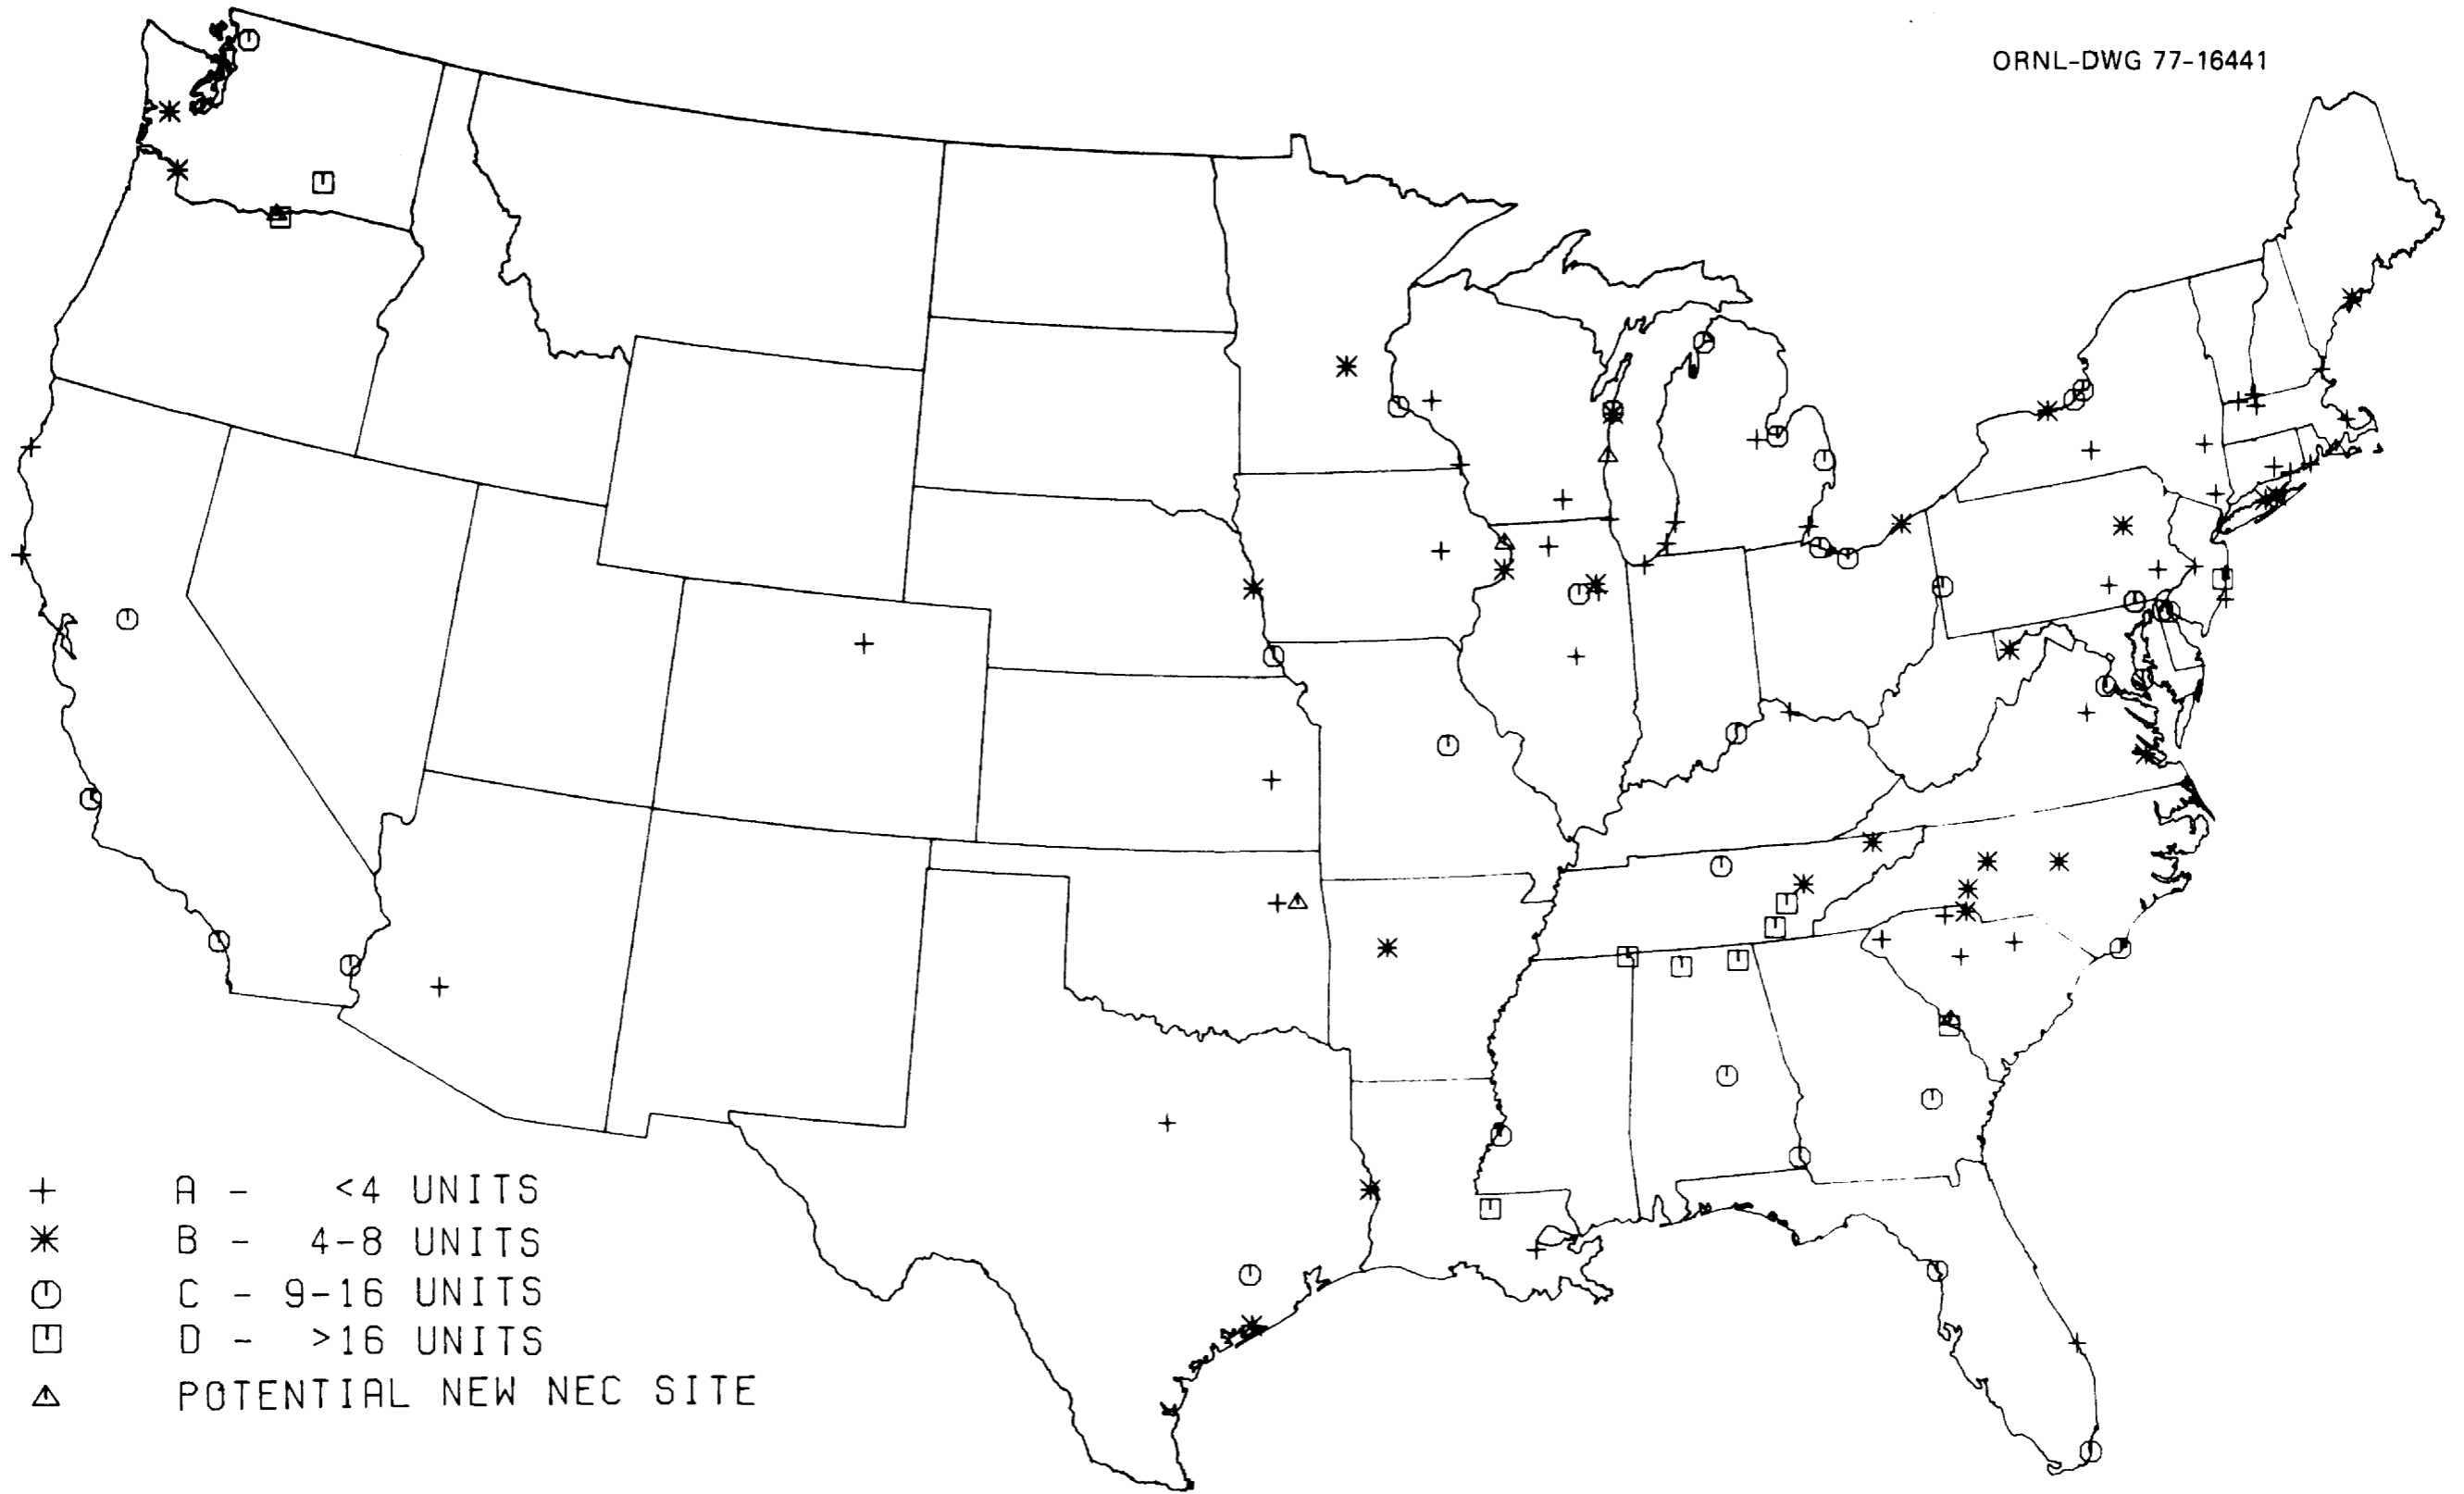 ORNL-DWG 77-16441
A - <4 UNITS
B - 4-8 UNITS
C - 9-16 UNITS
D - >16 UNITS
POTENTIAL NEW NEC SITE